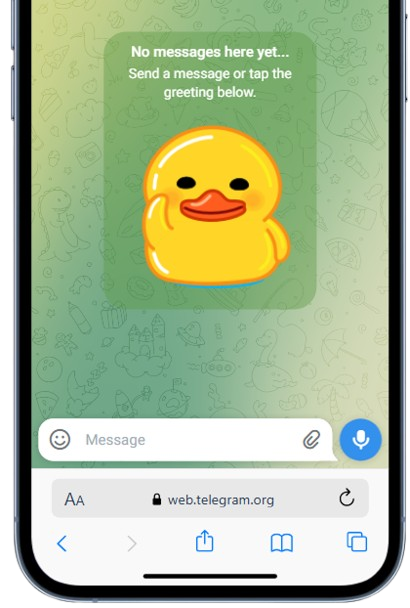 No messages here yet...
Send a message or tap the
greeting below.
Message
AA web.telegram.org